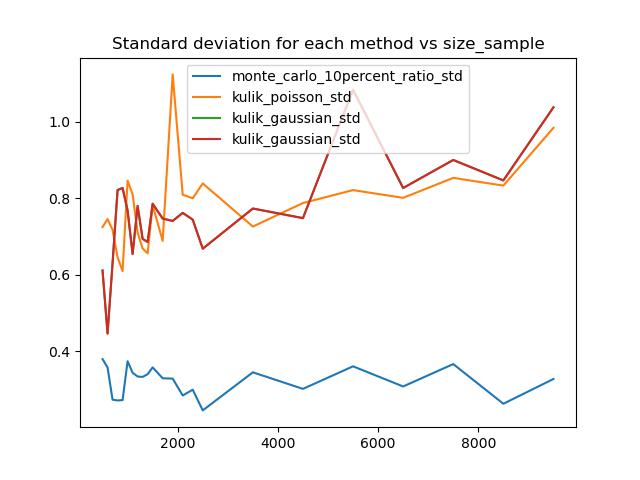 Standard deviation for each method vs size_sample
monte_carlo_10percent_ratio_std
kulik_poisson_std
kulik_gaussian_std
kulik_gaussian_std
1.0
0.8
0.6
0.4
2000 4000 6000 8000